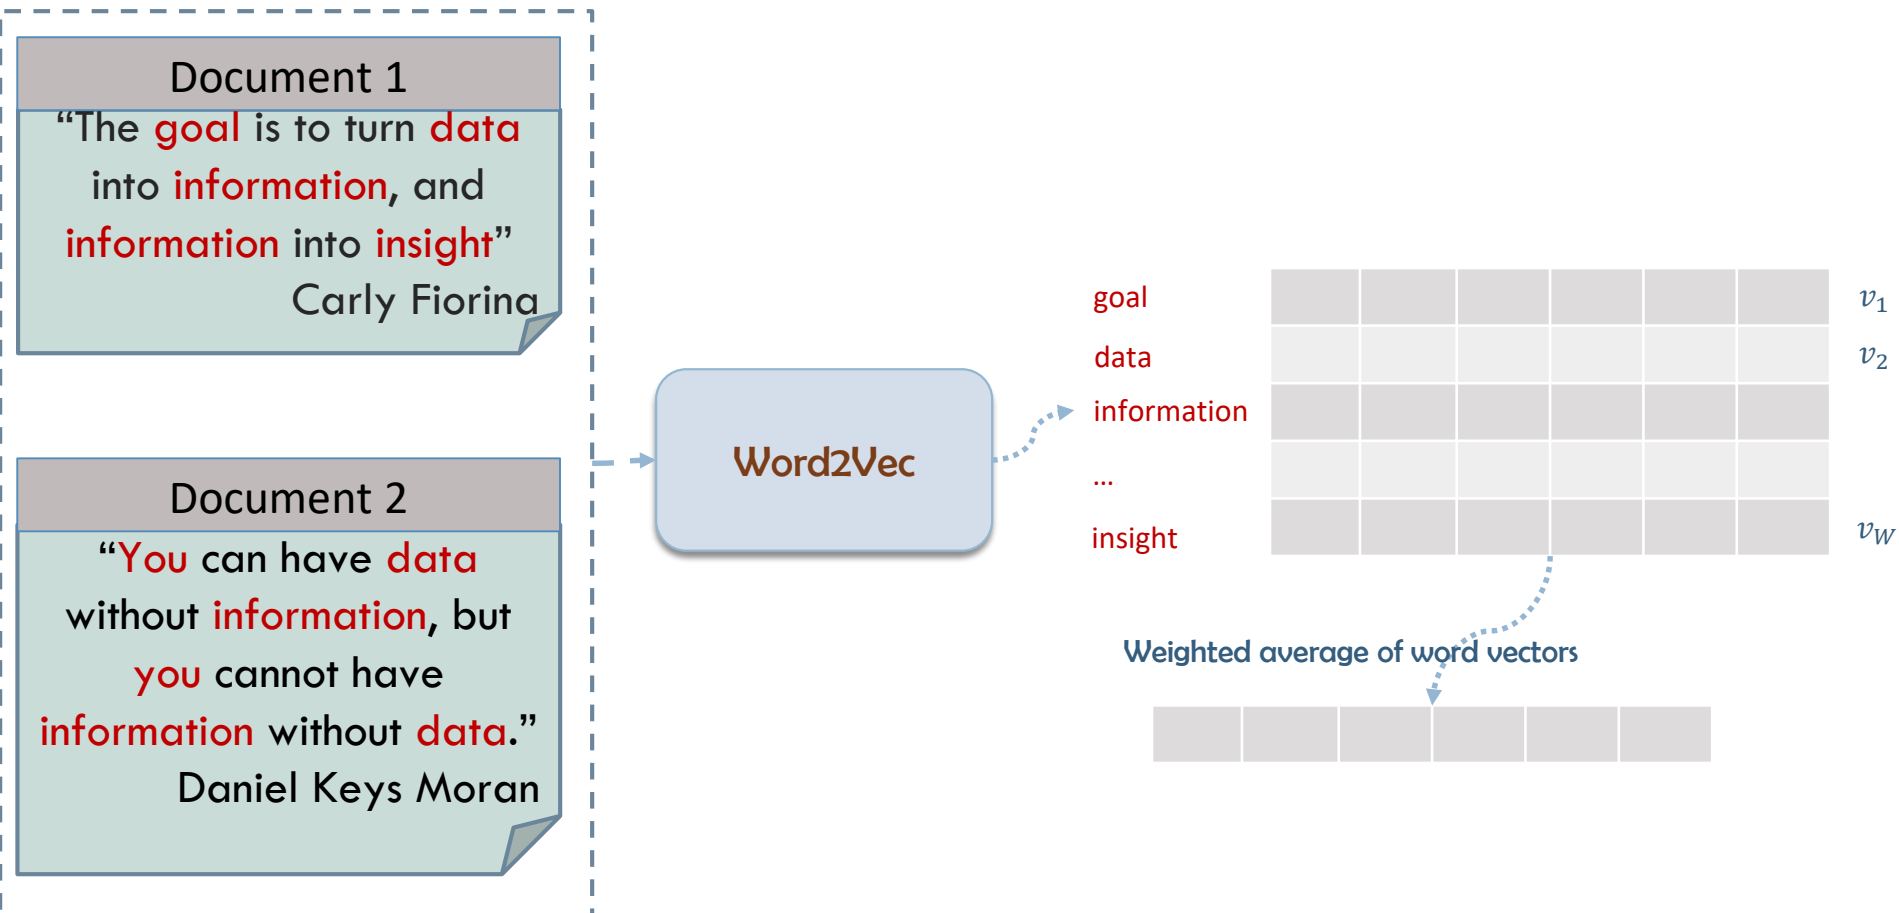 Document 1
“The goal is to turn data
into information, and
information into insight”
Carly Fiorina
Document 2
“You can have data
without information, but
you cannot have
information without data.”
Daniel Keys Moran
Word2Vec
goal
data
information
...
insight
v₁
v₂
v_W
Weighted average of word vectors